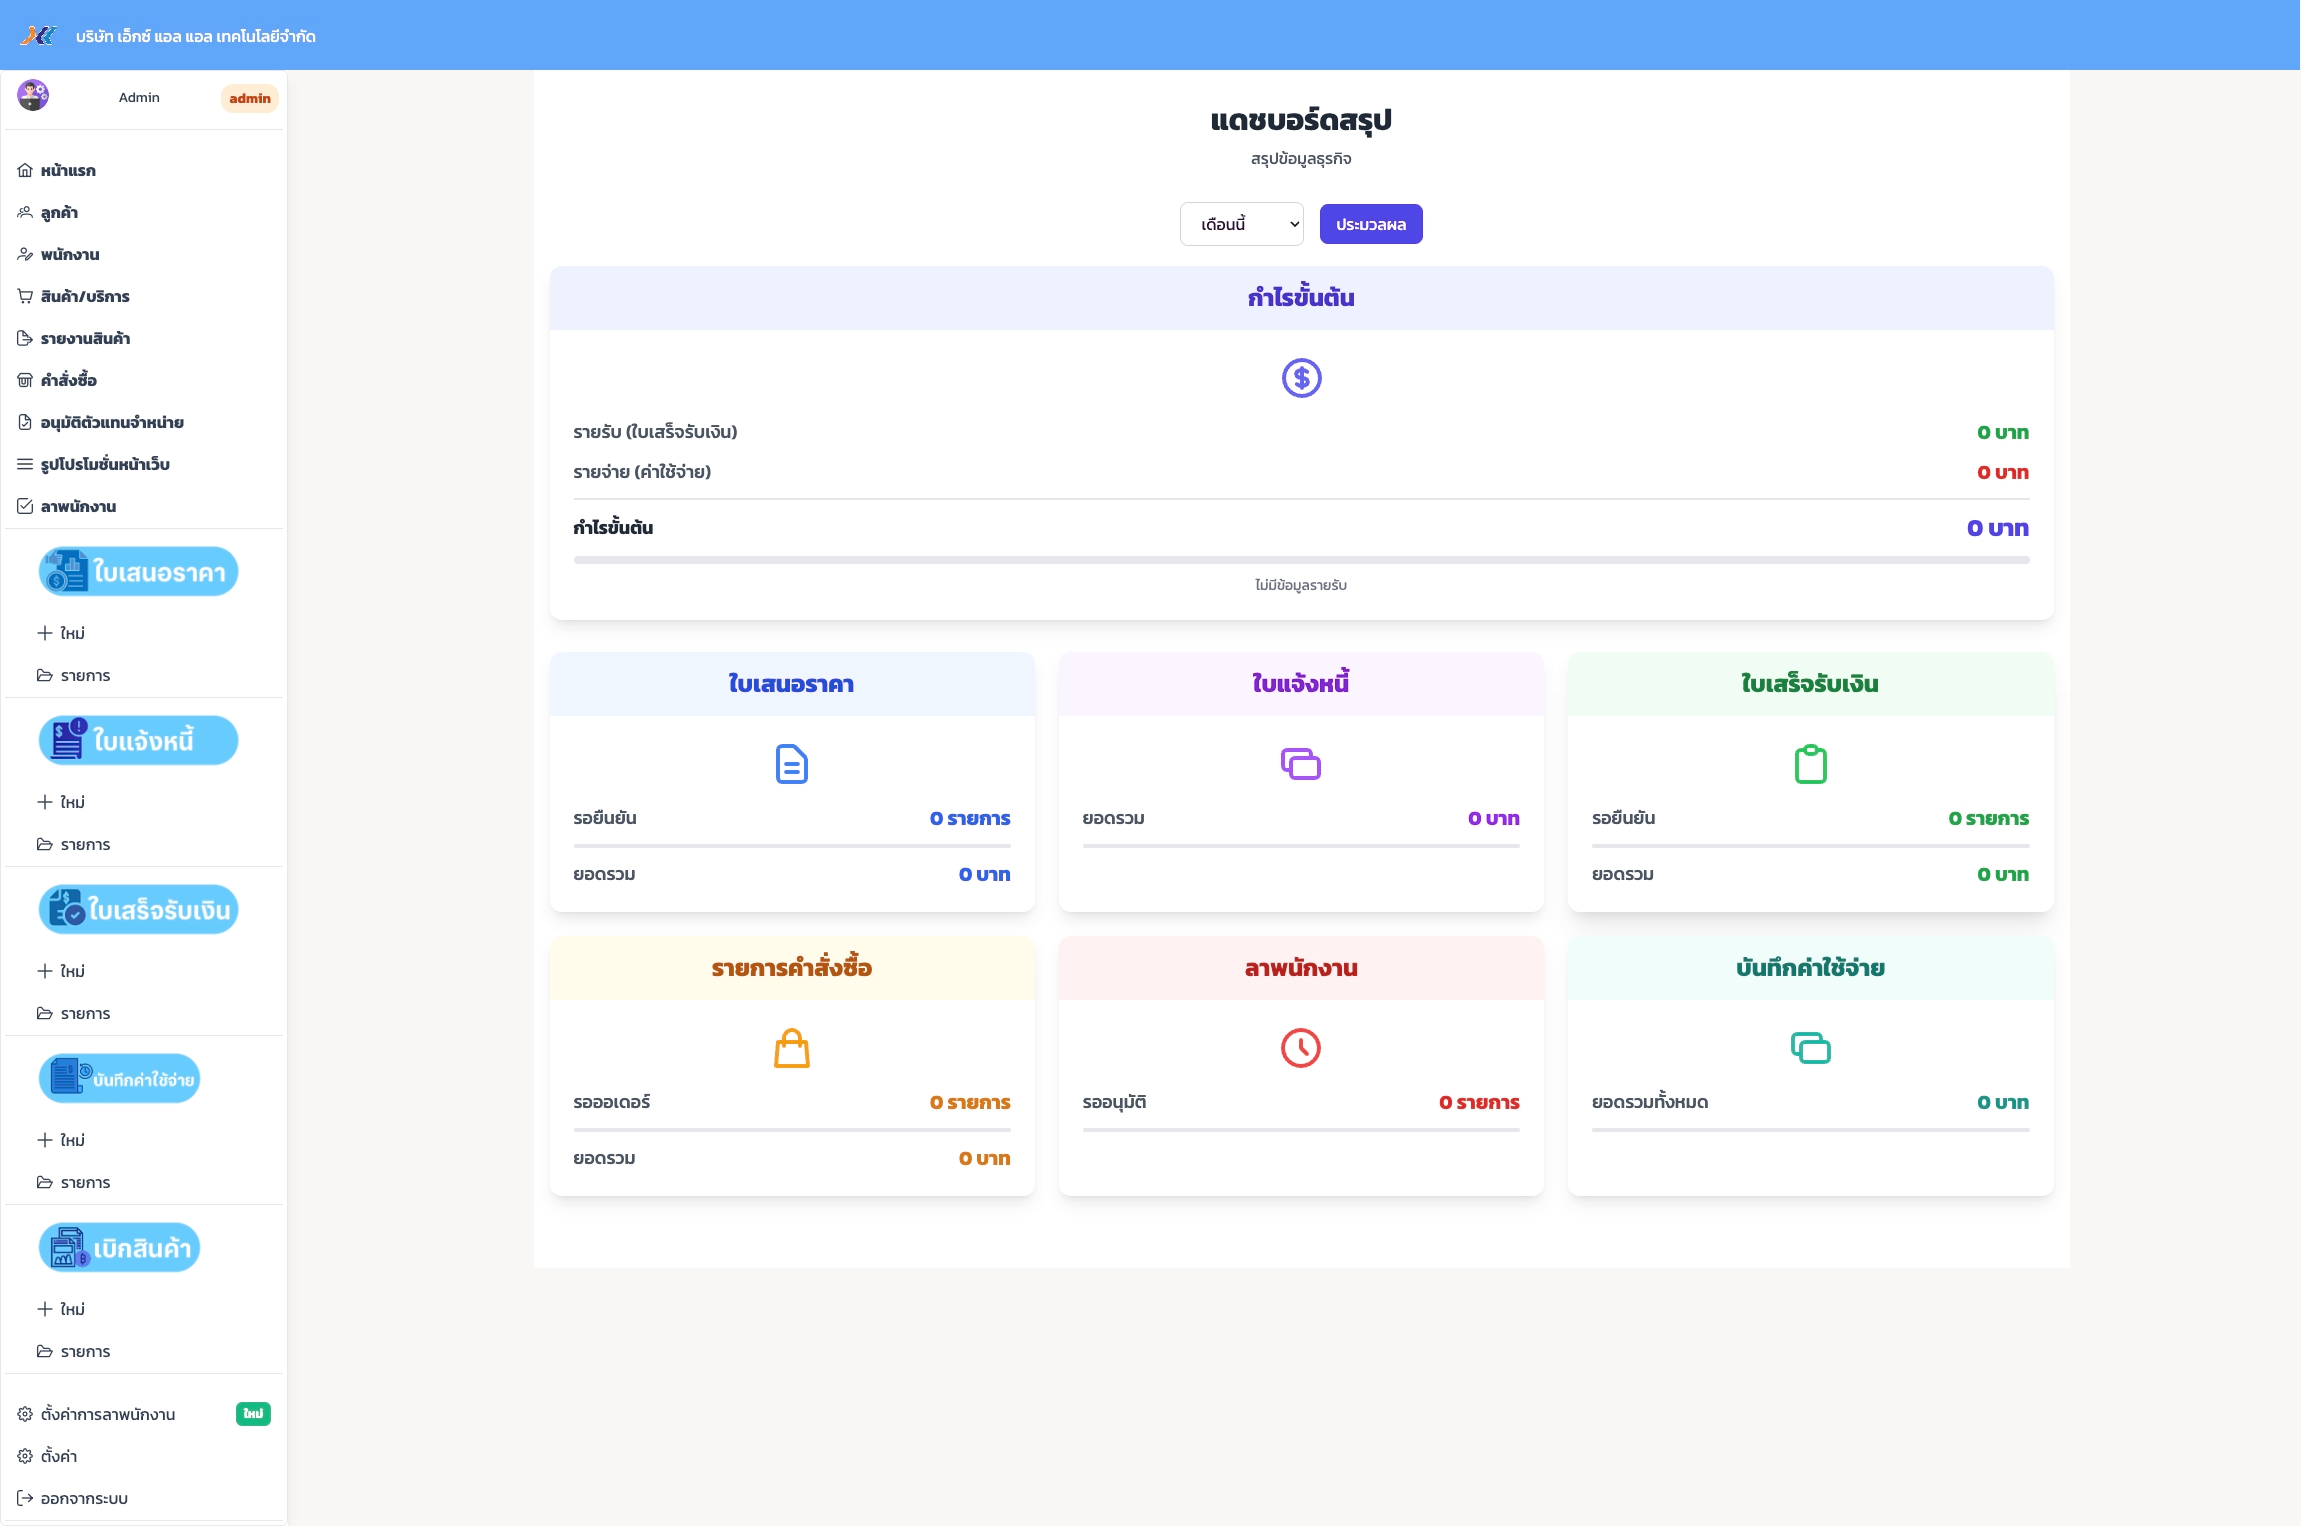 บริษัท เอ็กซ์ แอล แอล เทคโนโลยีจำกัด
Admin
admin
หน้าแรก
ลูกค้า
พนักงาน
สินค้า/บริการ
รายงานสินค้า
คำสั่งซื้อ
อนุมัติตัวแทนจำหน่าย
รูปโปรโมชั่นหน้าเว็บ
ลาพนักงาน
ใบเสนอราคา
ใหม่
รายการ
ใบแจ้งหนี้
ใหม่
รายการ
ใบเสร็จรับเงิน
ใหม่
รายการ
บันทึกค่าใช้จ่าย
ใหม่
รายการ
เบิกสินค้า
ใหม่
รายการ
ตั้งค่าการลาพนักงาน ใหม่
ตั้งค่า
ออกจากระบบ
แดชบอร์ดสรุป
สรุปข้อมูลธุรกิจ
เดือนนี้ ประมวลผล
กำไรขั้นต้น
รายรับ (ใบเสร็จรับเงิน) 0 บาท
รายจ่าย (ค่าใช้จ่าย) 0 บาท
กำไรขั้นต้น 0 บาท
ไม่มีข้อมูลรายรับ
ใบเสนอราคา
รอยืนยัน 0 รายการ
ยอดรวม 0 บาท
ใบแจ้งหนี้
ยอดรวม 0 บาท
ใบเสร็จรับเงิน
รอยืนยัน 0 รายการ
ยอดรวม 0 บาท
รายการคำสั่งซื้อ
รอออเดอร์ 0 รายการ
ยอดรวม 0 บาท
ลาพนักงาน
รออนุมัติ 0 รายการ
บันทึกค่าใช้จ่าย
ยอดรวมทั้งหมด 0 บาท